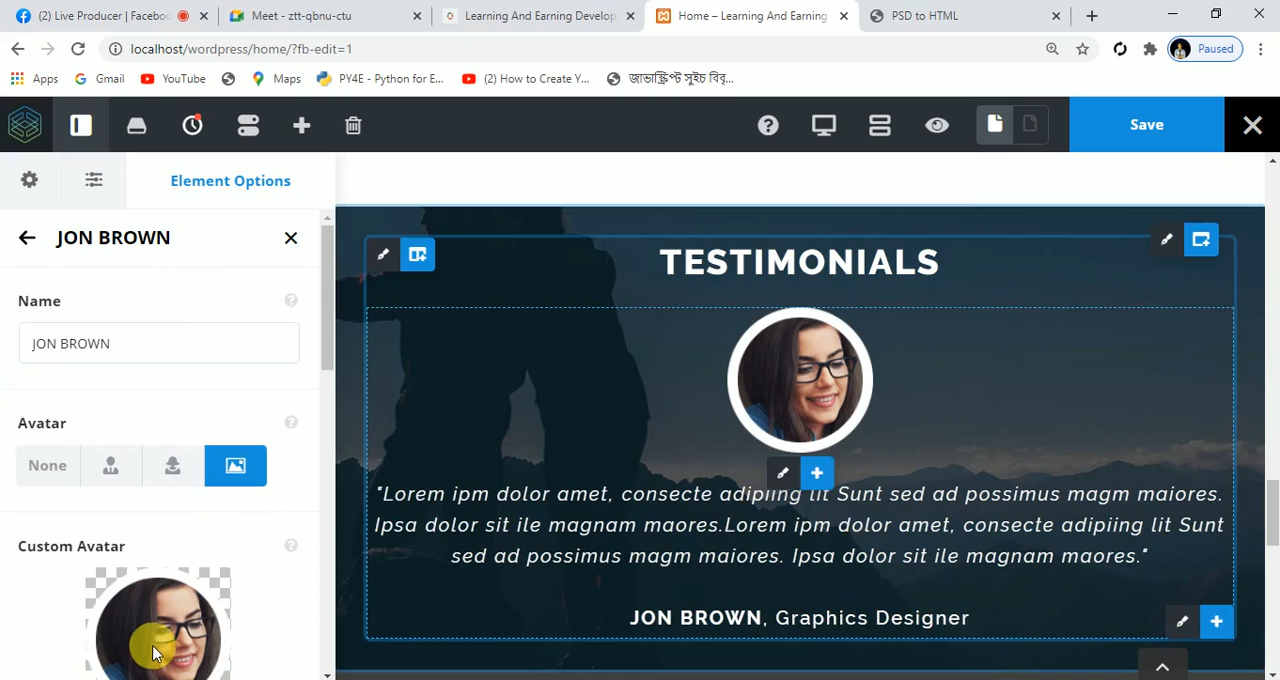 (2) Live Producer | Faceboo
Meet - ztt-qbnu-ctu
Learning And Earning Develop
Home – Learning And Earning
PSD to HTML
localhost/wordpress/home/?fb-edit=1
Paused
Apps
Gmail
YouTube
Maps
PY4E - Python for E...
(2) How to Create Y...
জাভাস্ক্রিপ্ট সুইচ বিবৃ...
Save
Element Options
JON BROWN
Name
JON BROWN
Avatar
None
Custom Avatar
TESTIMONIALS
"Lorem ipm dolor amet, consecte adipiing lit Sunt sed ad possimus magm maiores.
Ipsa dolor sit ile magnam maores.Lorem ipm dolor amet, consecte adipiing lit Sunt
sed ad possimus magm maiores. Ipsa dolor sit ile magnam maores."
JON BROWN, Graphics Designer